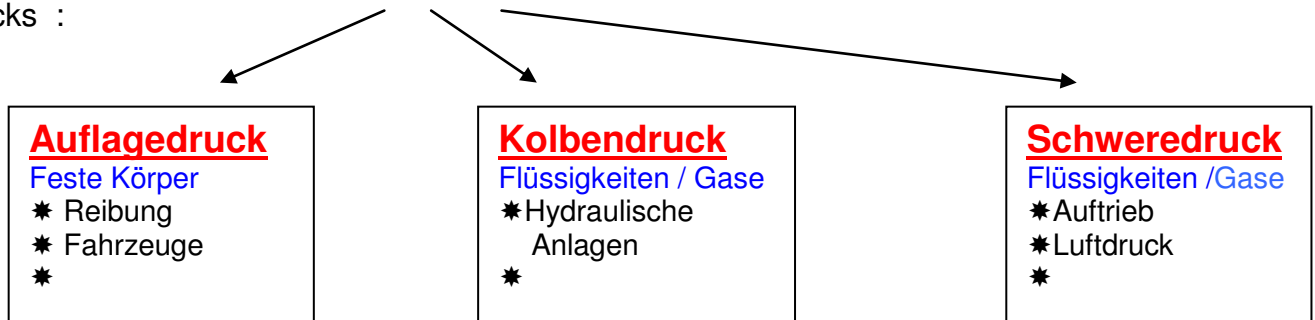 cks :
Auflagedruck
Feste Körper
✷ Reibung
✷ Fahrzeuge
✷
Kolbendruck
Flüssigkeiten / Gase
✷Hydraulische
Anlagen
✷
Schweredruck
Flüssigkeiten /Gase
✷Auftrieb
✷Luftdruck
✷